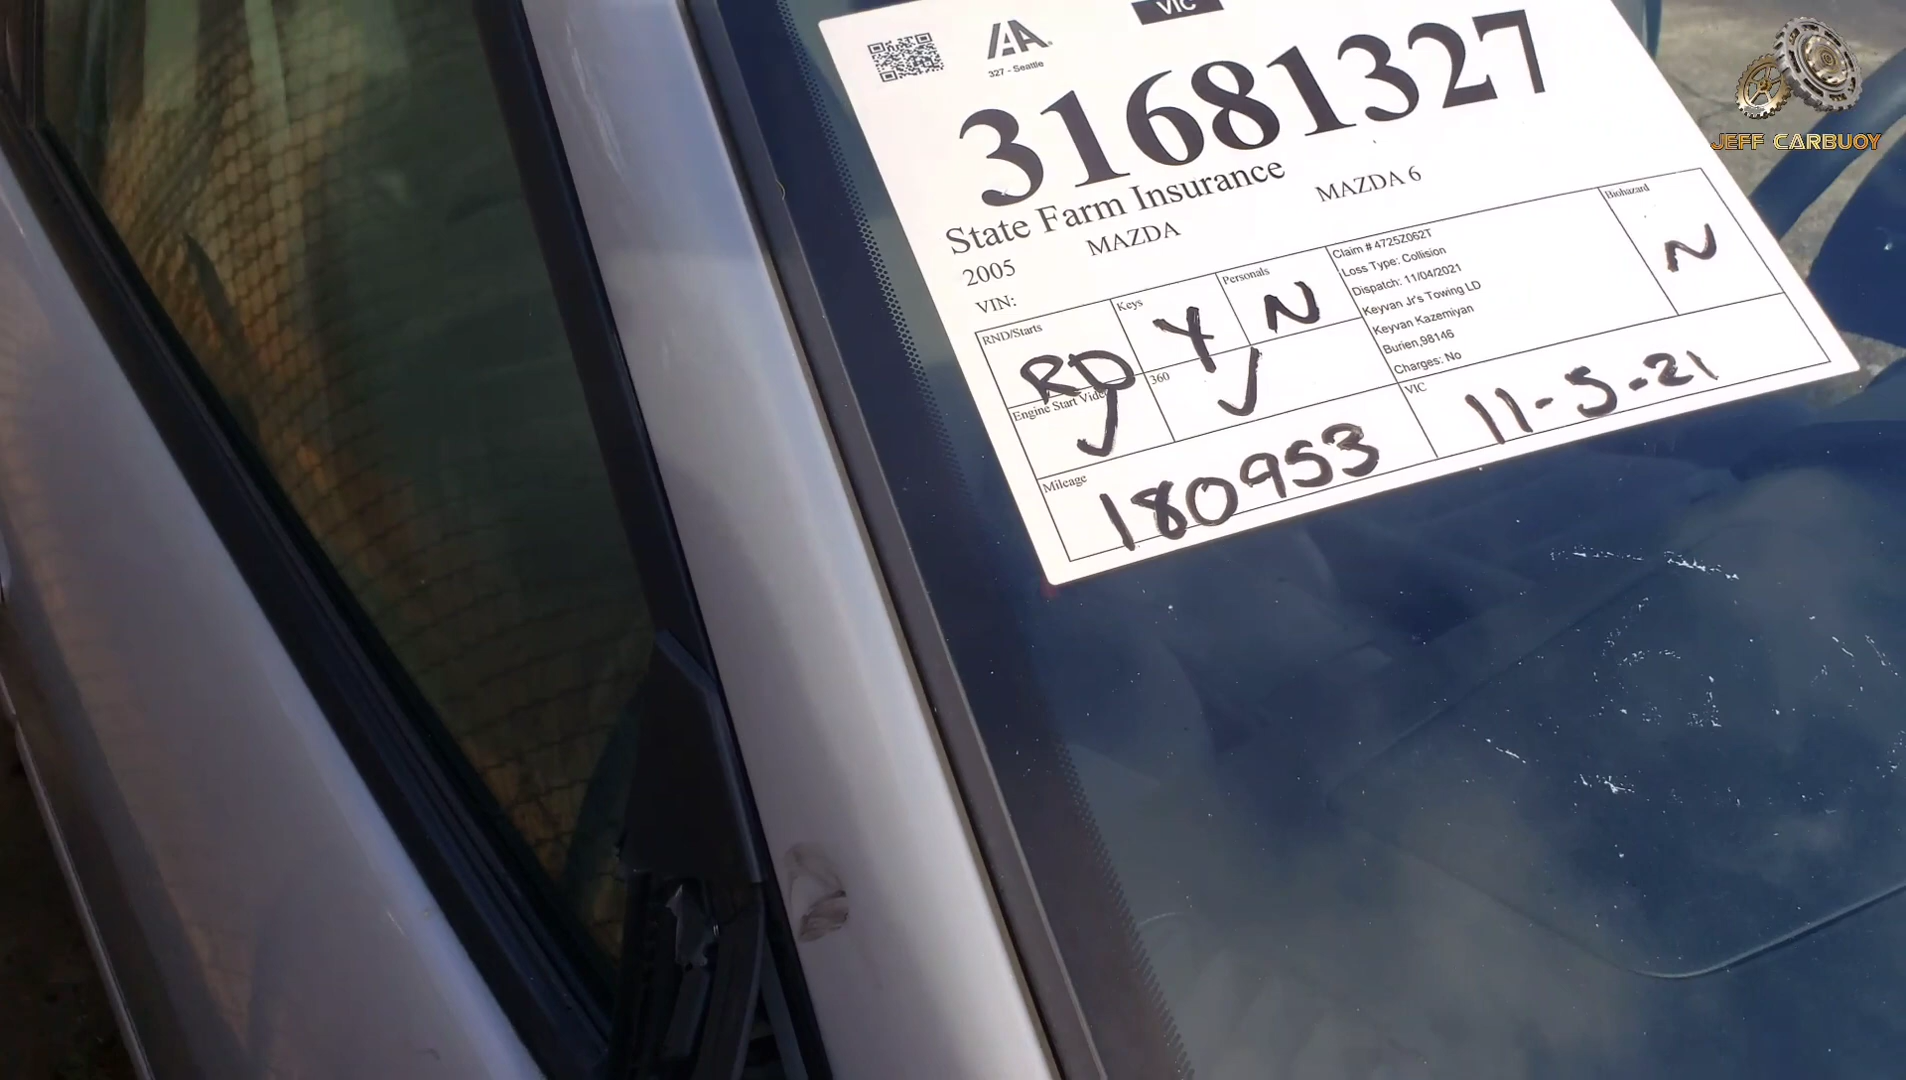 VIC
IAA
327 - Seattle
31681327
State Farm Insurance
2005 MAZDA MAZDA 6
VIN:
RND/Starts
RD
Keys
Y
Personals
N
Claim # 4725Z062T
Loss Type: Collision
Dispatch: 11/04/2021
Keyvan Jr's Towing LD
Keyvan Kazemiyan
Burien,98146
Charges: No
Biohazard
N
Engine Start Video
360
Mileage
180953
VIC
11-5-21
JEFF CARBUOY